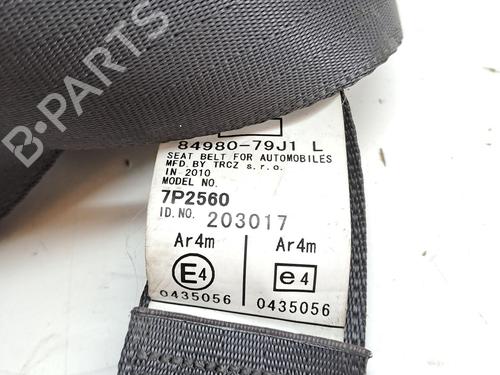 B-PARTS
84980-79J1 L
SEAT BELT FOR AUTOMOBILES
MFD. BY TRCZ s.r.o.
IN 2010
MODEL NO.
7P2560
ID. NO. 203017
Ar4m Ar4m
E4 e4
0435056 0435056